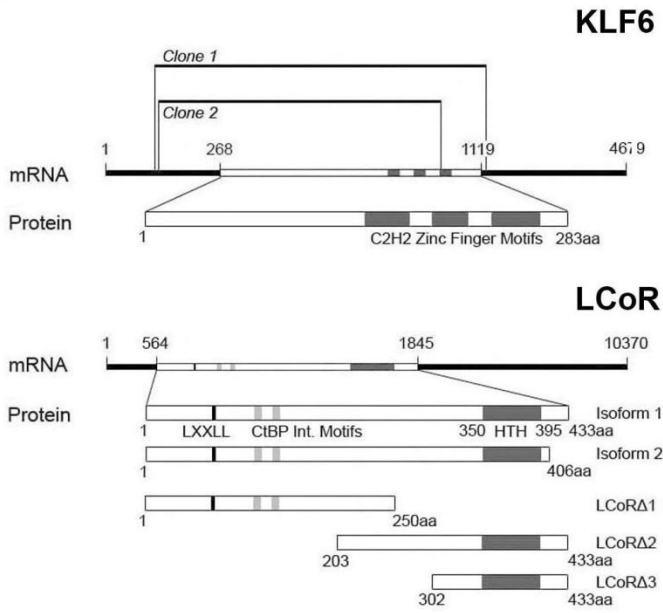 KLF6
Clone 1
Clone 2
1 268 1119 4679
mRNA
Protein
1 C2H2 Zinc Finger Motifs 283aa
LCoR
1 564 1845 10370
mRNA
Protein Isoform 1
1 LXXLL CtBP Int. Motifs 350 HTH 395 433aa
Isoform 2
1 406aa
LCoRΔ1
1 250aa
LCoRΔ2
203 433aa
LCoRΔ3
302 433aa